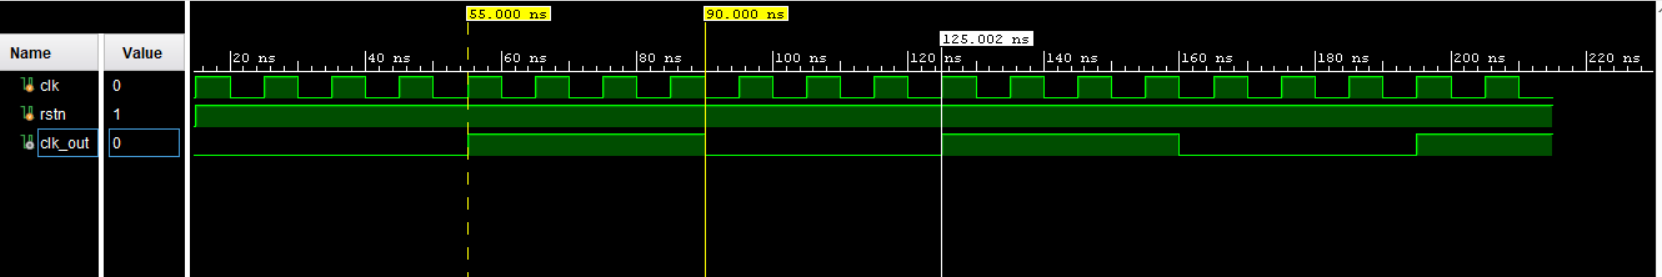 55.000 ns 90.000 ns
125.002 ns
Name Value 20 ns 40 ns 60 ns 80 ns 100 ns 120 ns 140 ns 160 ns 180 ns 200 ns 220 ns
clk 0
rstn 1
clk_out 0